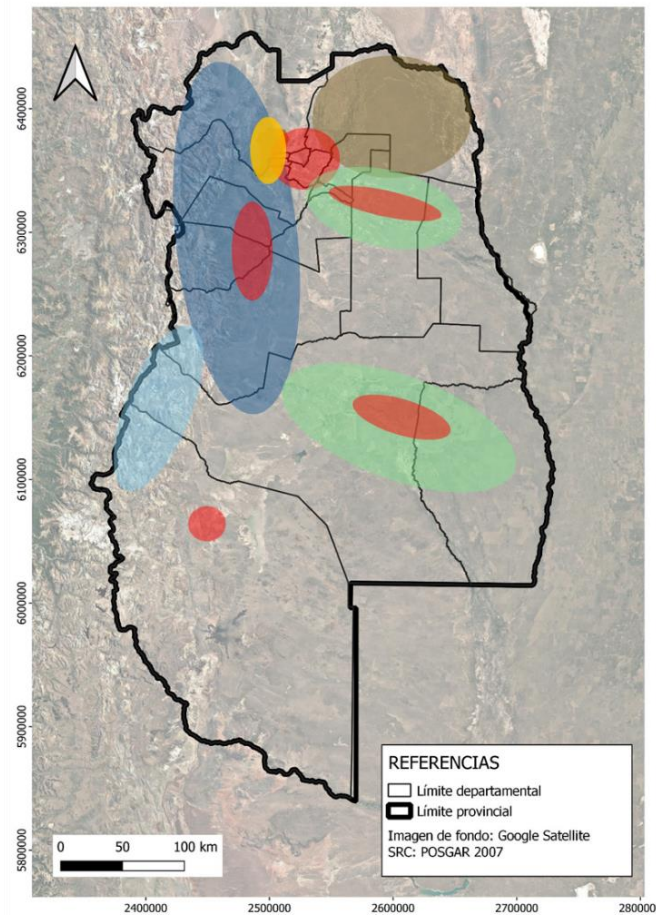 6400000
6300000
6200000
6100000
6000000
5900000
5800000
REFERENCIAS
Límite departamental
Límite provincial
Imagen de fondo: Google Satellite
SRC: POSGAR 2007
0 50 100 km
2400000 2500000 2600000 2700000 280000